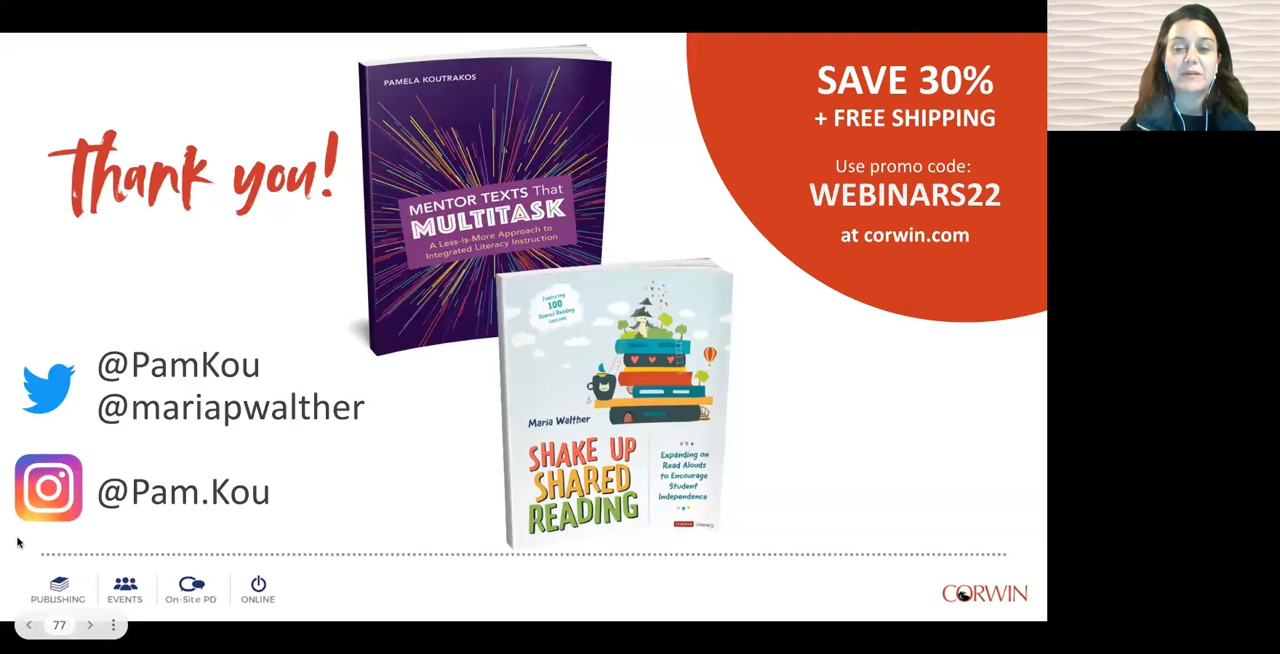 Thank you!
PAMELA KOUTRAKOS
MENTOR TEXTS That
MULTITASK
A Less-Is-More Approach to
Integrated Literacy Instruction
SAVE 30%
+ FREE SHIPPING
Use promo code:
WEBINARS22
at corwin.com
Featuring
100
Shared Reading
Lessons
Maria Walther
SHAKE UP
SHARED
READING
Expanding on
Read Alouds
to Encourage
Student
Independence
CORWIN Literacy
@PamKou
@mariapwalther
@Pam.Kou
PUBLISHING
EVENTS
On-Site PD
ONLINE
CORWIN
77